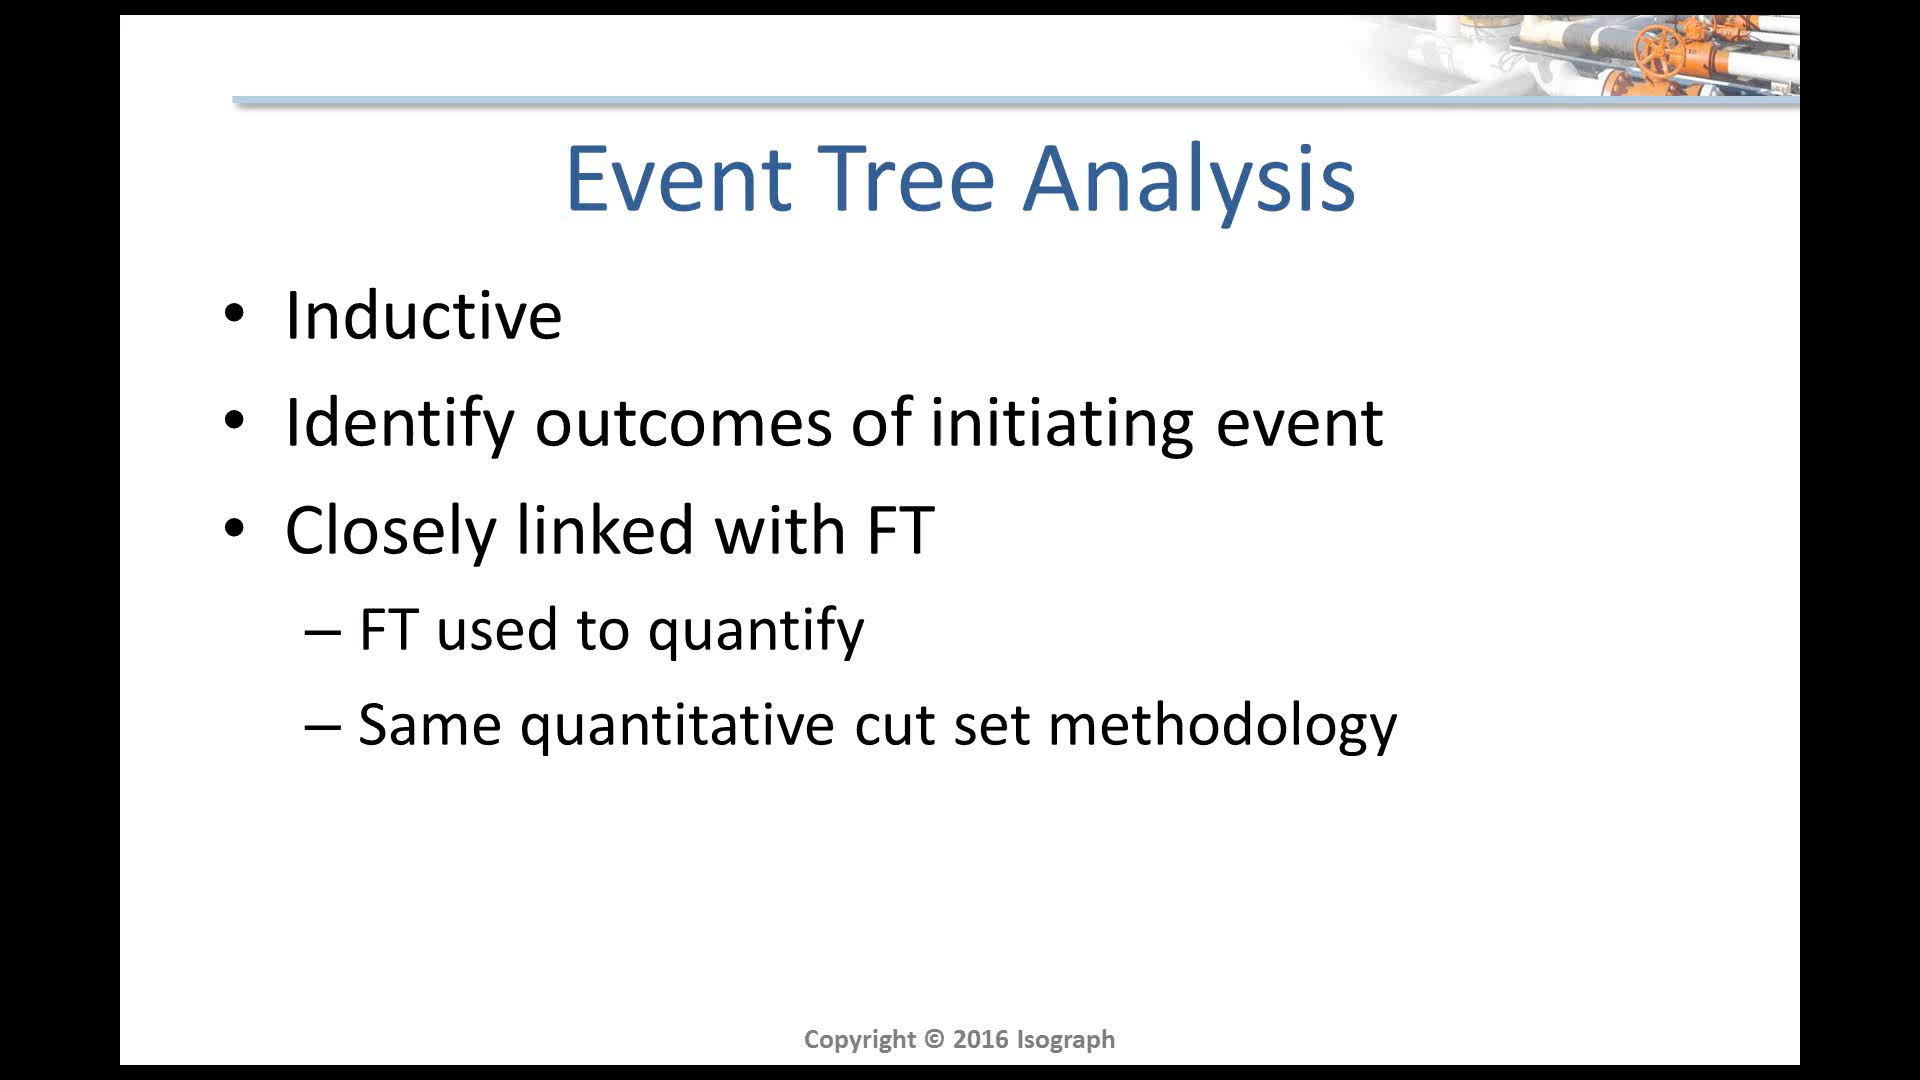 Event Tree Analysis
• Inductive
• Identify outcomes of initiating event
• Closely linked with FT
– FT used to quantify
– Same quantitative cut set methodology
Copyright © 2016 Isograph